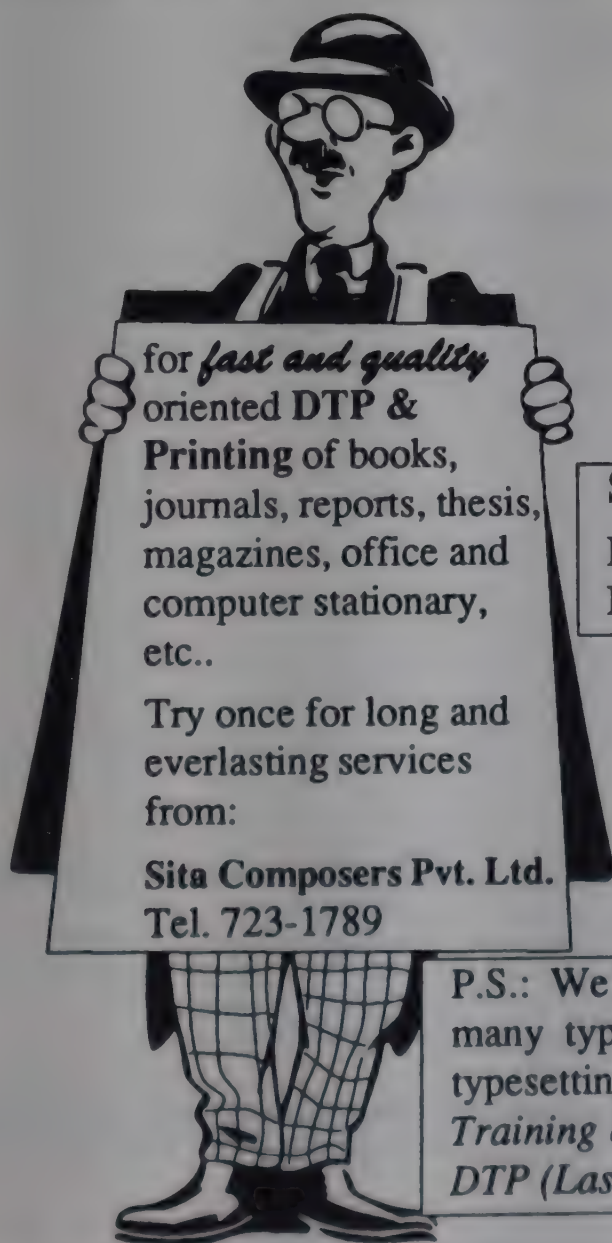 for fast and quality
oriented DTP &
Printing of books,
journals, reports, thesis,
magazines, office and
computer stationary,
etc..
Try once for long and
everlasting services
from:
Sita Composers Pvt. Ltd.
Tel. 723-1789
P.S.: We
many typ
typesettin
Training
DTP (Las